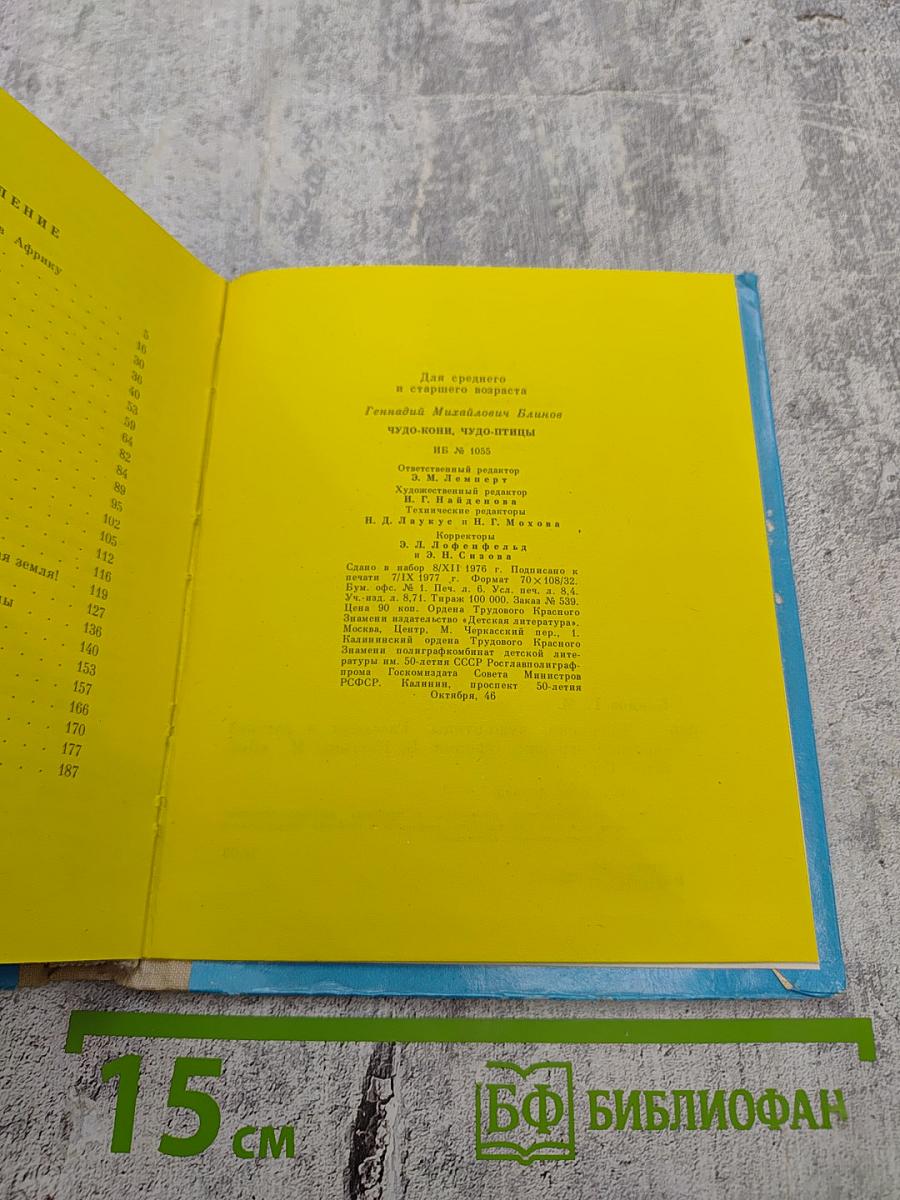 ЛЕНИЕ
в Африку
5
16
30
36
40
53
59
64
82
84
89
95
102
105
112
116
ая земля!
119
цы
127
136
140
153
157
166
170
177
187
Для среднего
и старшего возраста
Геннадий Михайлович Блинов
ЧУДО-КОНИ, ЧУДО-ПТИЦЫ
ИБ № 1055
Ответственный редактор
Э. М. Лемперт
Художественный редактор
И. Г. Найденова
Технические редакторы
Н. Д. Лаукус и Н. Г. Мохова
Корректоры
Э. Л. Лофенфельд
и Э. Н. Сизова
Сдано в набор 8/XII 1976 г. Подписано к
печати 7/IX 1977 г. Формат 70×108/32.
Бум. офс. № 1. Печ. л. 6. Усл. печ. л. 8,4.
Уч.-изд. л. 8,71. Тираж 100 000. Заказ № 539.
Цена 90 коп. Ордена Трудового Красного
Знамени издательство «Детская литература».
Москва, Центр, М. Черкасский пер., 1.
Калининский ордена Трудового Красного
Знамени полиграфкомбинат детской лите-
ратуры им. 50-летия СССР Росглавполиграф-
прома Госкомиздата Совета Министров
РСФСР. Калинин, проспект 50-летия
Октября, 46
15 см
БФ БИБЛИОФАН